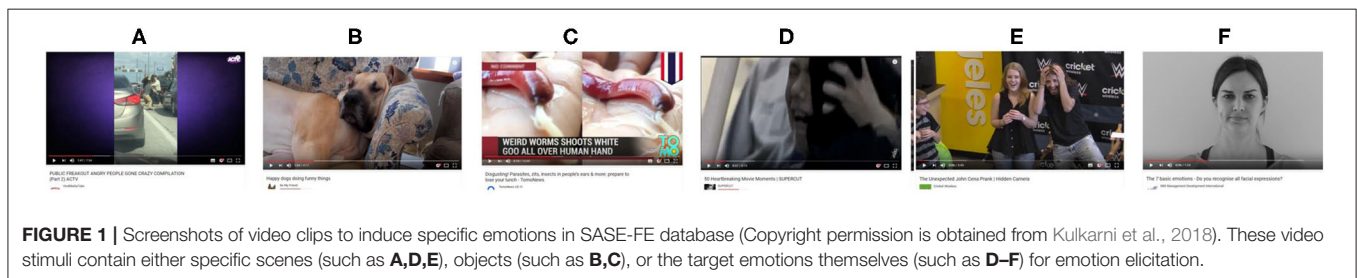 A B C D E F
ACTV
NO COMMENT
WEIRD WORMS SHOOTS WHITE
GOO ALL OVER HUMAN HAND
TO
MO
cricket
PUBLIC FREAKOUT ANGRY PEOPLE GONE CRAZY COMPILATION
(Part 2) ACTV
Happy dogs doing funny things
Disgusting! Parasites, zits, insects in people's ears & more: prepare to
lose your lunch - TomoNews
50 Heartbreaking Movie Moments | SUPERCUT
The Unexpected John Cena Prank | Hidden Camera
Cricket Wireless
The 7 basic emotions - Do you recognise all facial expressions?
FIGURE 1 | Screenshots of video clips to induce specific emotions in SASE-FE database (Copyright permission is obtained from Kulkarni et al., 2018). These video
stimuli contain either specific scenes (such as A,D,E), objects (such as B,C), or the target emotions themselves (such as D–F) for emotion elicitation.